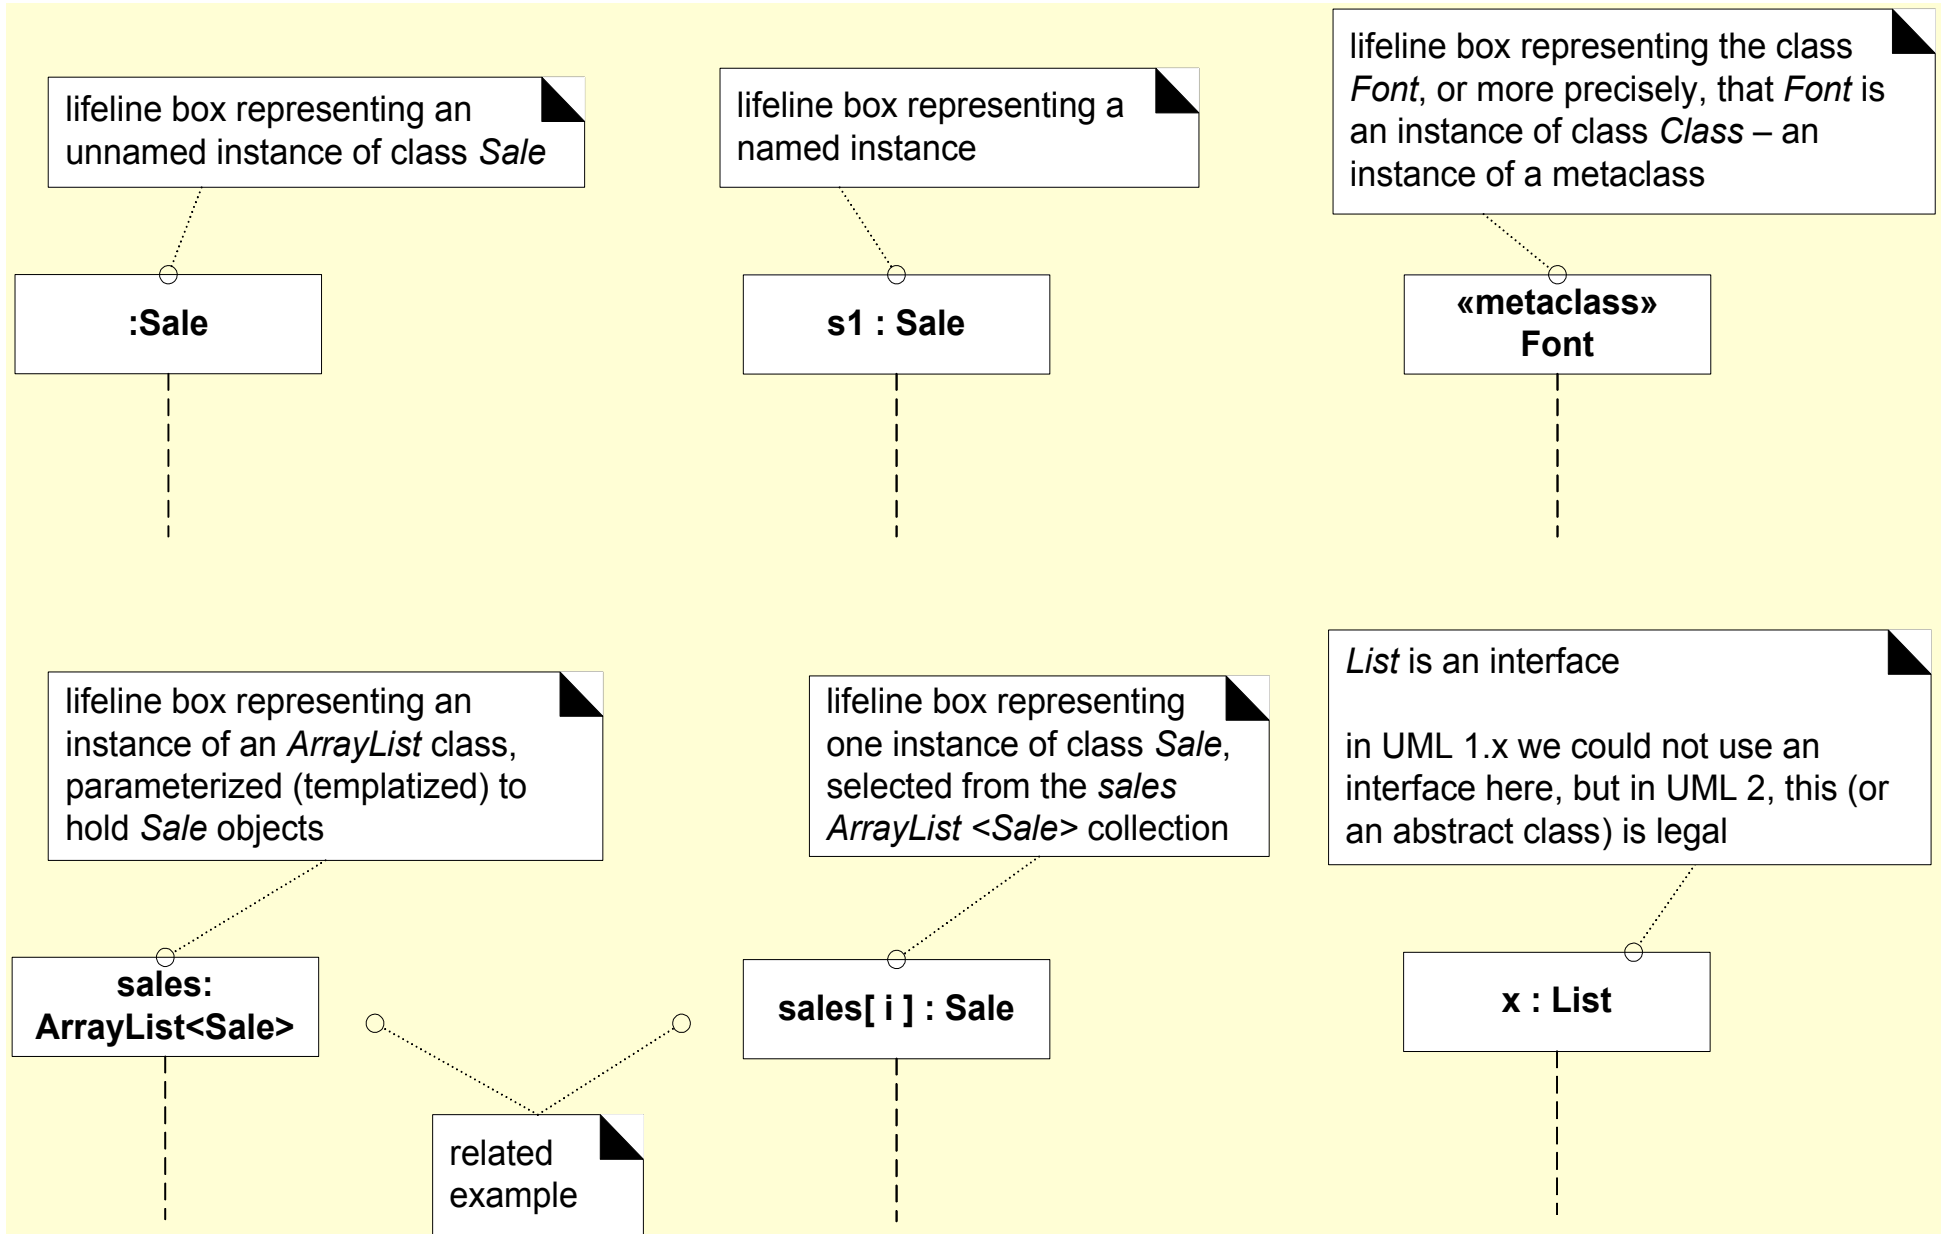 lifeline box representing an
unnamed instance of class Sale
lifeline box representing a
named instance
lifeline box representing the class
Font, or more precisely, that Font is
an instance of class Class – an
instance of a metaclass
:Sale
s1 : Sale
«metaclass»
Font
lifeline box representing an
instance of an ArrayList class,
parameterized (templatized) to
hold Sale objects
lifeline box representing
one instance of class Sale,
selected from the sales
ArrayList <Sale> collection
List is an interface
in UML 1.x we could not use an
interface here, but in UML 2, this (or
an abstract class) is legal
sales:
ArrayList<Sale>
sales[ i ] : Sale
x : List
related
example